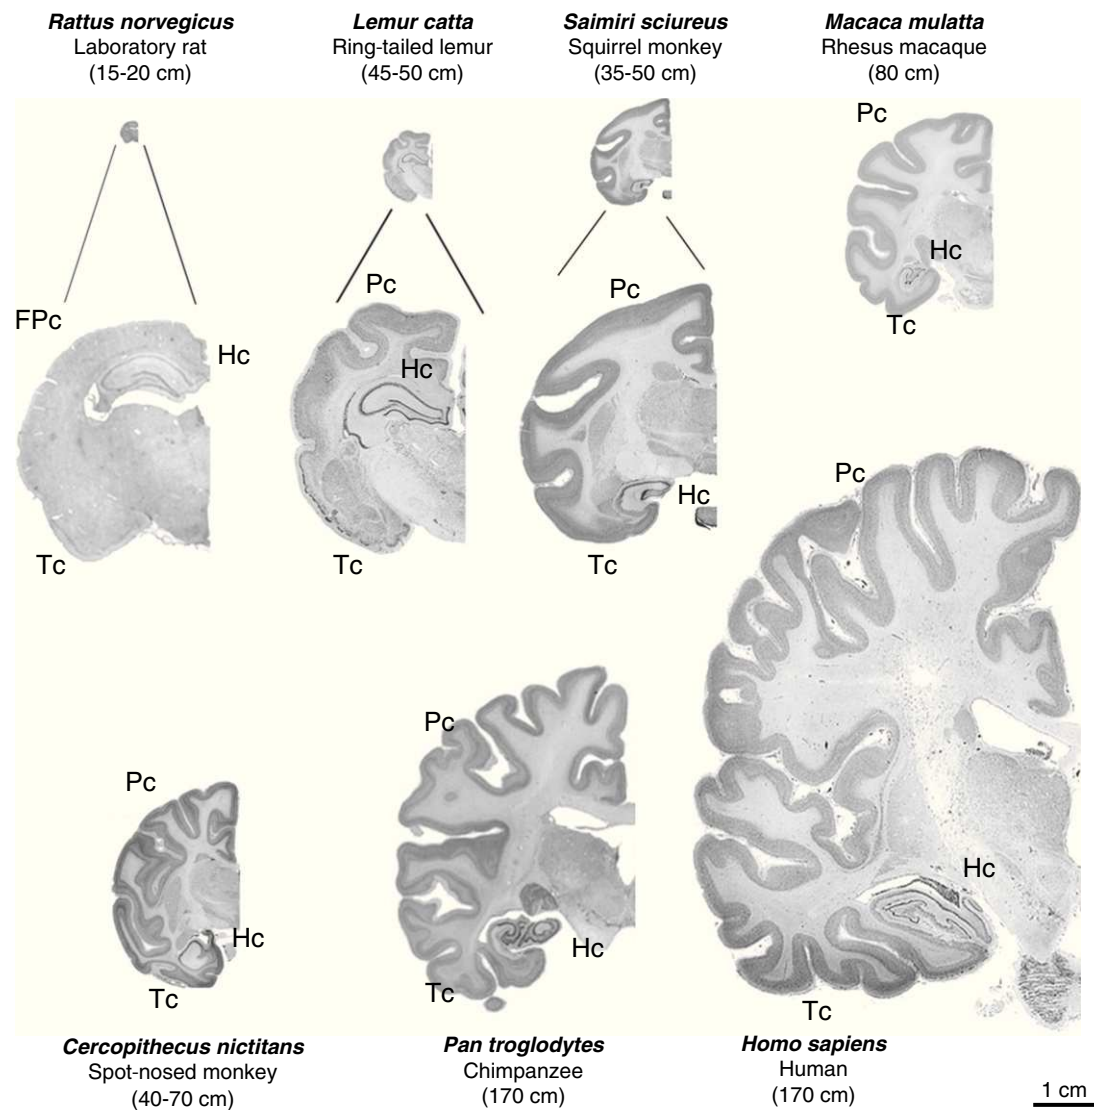 Rattus norvegicus
Laboratory rat
(15-20 cm)
Lemur catta
Ring-tailed lemur
(45-50 cm)
Saimiri sciureus
Squirrel monkey
(35-50 cm)
Macaca mulatta
Rhesus macaque
(80 cm)
Pc
Hc
Tc
FPc
Hc
Tc
Pc
Hc
Tc
Pc
Hc
Tc
Pc
Hc
Tc
Pc
Hc
Tc
Pc
Hc
Tc
Cercopithecus nictitans
Spot-nosed monkey
(40-70 cm)
Pan troglodytes
Chimpanzee
(170 cm)
Homo sapiens
Human
(170 cm)
1 cm